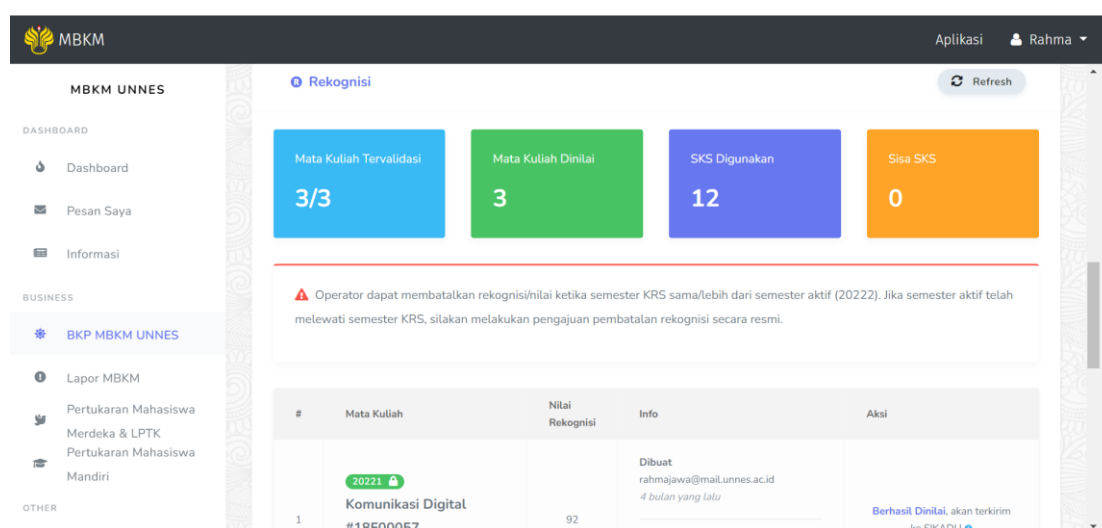 MBKM
Aplikasi
Rahma
MBKM UNNES
DASHBOARD
Dashboard
Pesan Saya
Informasi
BUSINESS
BKP MBKM UNNES
Lapor MBKM
Pertukaran Mahasiswa
Merdeka & LPTK
Pertukaran Mahasiswa
Mandiri
OTHER
Rekognisi
Refresh
Mata Kuliah Tervalidasi
3/3
Mata Kuliah Dinilai
3
SKS Digunakan
12
Sisa SKS
0
Operator dapat membatalkan rekognisi/nilai ketika semester KRS sama/lebih dari semester aktif (20222). Jika semester aktif telah
melewati semester KRS, silakan melakukan pengajuan pembatalan rekognisi secara resmi.
# Mata Kuliah Nilai Rekognisi Info Aksi
1
20221
Komunikasi Digital
#18E00057
92
Dibuat
rahmajawa@mail.unnes.ac.id
4 bulan yang lalu
Berhasil Dinilai, akan terkirim
ke SIKADU